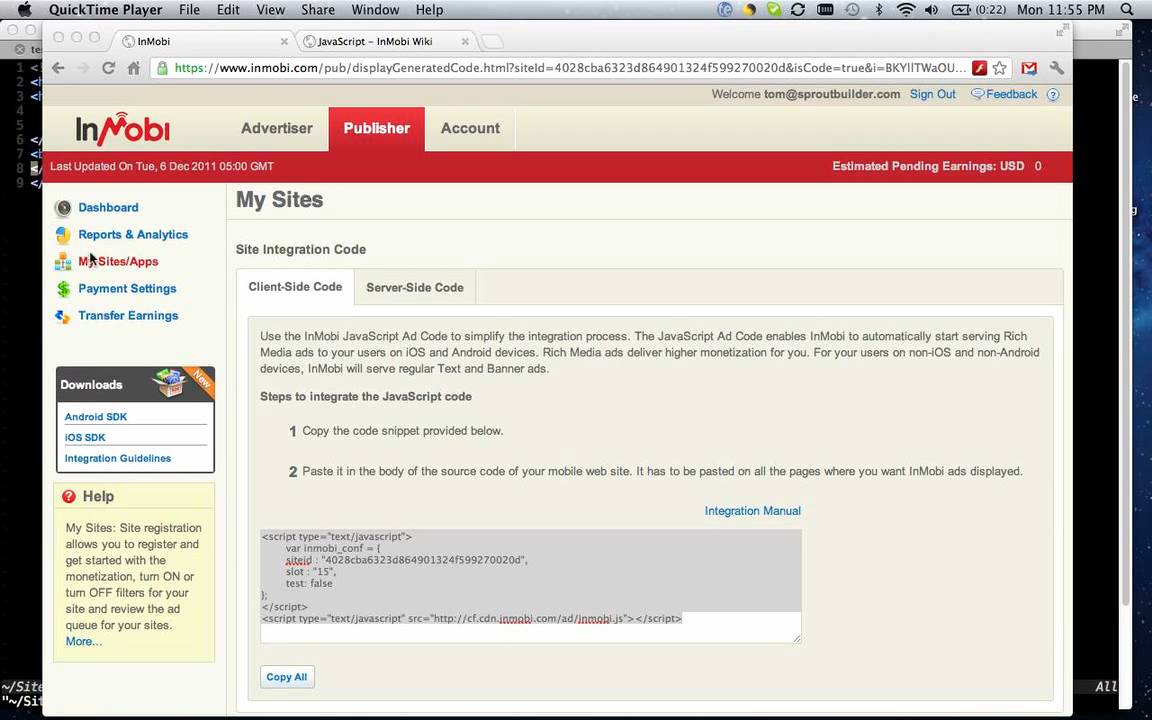 QuickTime Player File Edit View Share Window Help (0:22) Mon 11:55 PM
InMobi JavaScript – InMobi Wiki
https://www.inmobi.com/pub/displayGeneratedCode.html?siteId=4028cba6323d864901324f599270020d&isCode=true&i=BKYllTWaOU...
Welcome tom@sproutbuilder.com Sign Out Feedback ?
InMobi Advertiser Publisher Account
Last Updated On Tue, 6 Dec 2011 05:00 GMT Estimated Pending Earnings: USD 0
Dashboard
Reports & Analytics
My Sites/Apps
Payment Settings
Transfer Earnings
Downloads New
Android SDK
iOS SDK
Integration Guidelines
? Help
My Sites: Site registration
allows you to register and
get started with the
monetization, turn ON or
turn OFF filters for your
site and review the ad
queue for your sites.
More...
My Sites
Site Integration Code
Client-Side Code Server-Side Code
Use the InMobi JavaScript Ad Code to simplify the integration process. The JavaScript Ad Code enables InMobi to automatically start serving Rich
Media ads to your users on iOS and Android devices. Rich Media ads deliver higher monetization for you. For your users on non-iOS and non-Android
devices, InMobi will serve regular Text and Banner ads.
Steps to integrate the JavaScript code
1 Copy the code snippet provided below.
2 Paste it in the body of the source code of your mobile web site. It has to be pasted on all the pages where you want InMobi ads displayed.
Integration Manual
<script type="text/javascript">
var inmobi_conf = {
siteid : "4028cba6323d864901324f599270020d",
slot : "15",
test: false
};
</script>
<script type="text/javascript" src="http://cf.cdn.inmobi.com/ad/inmobi.js"></script>
Copy All
1 <
2 <h
3 <h
4
5
6 </
7 <b
8 </
9 </
~/Site
"~/Sit
All